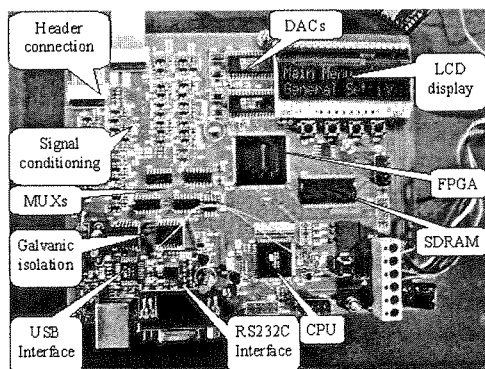 Header
connection
DACs
Main Menu
General
LCD
display
Signal
conditioning
MUXs
FPGA
SDRAM
Galvanic
isolation
USB
Interface
RS232C
Interface
CPU